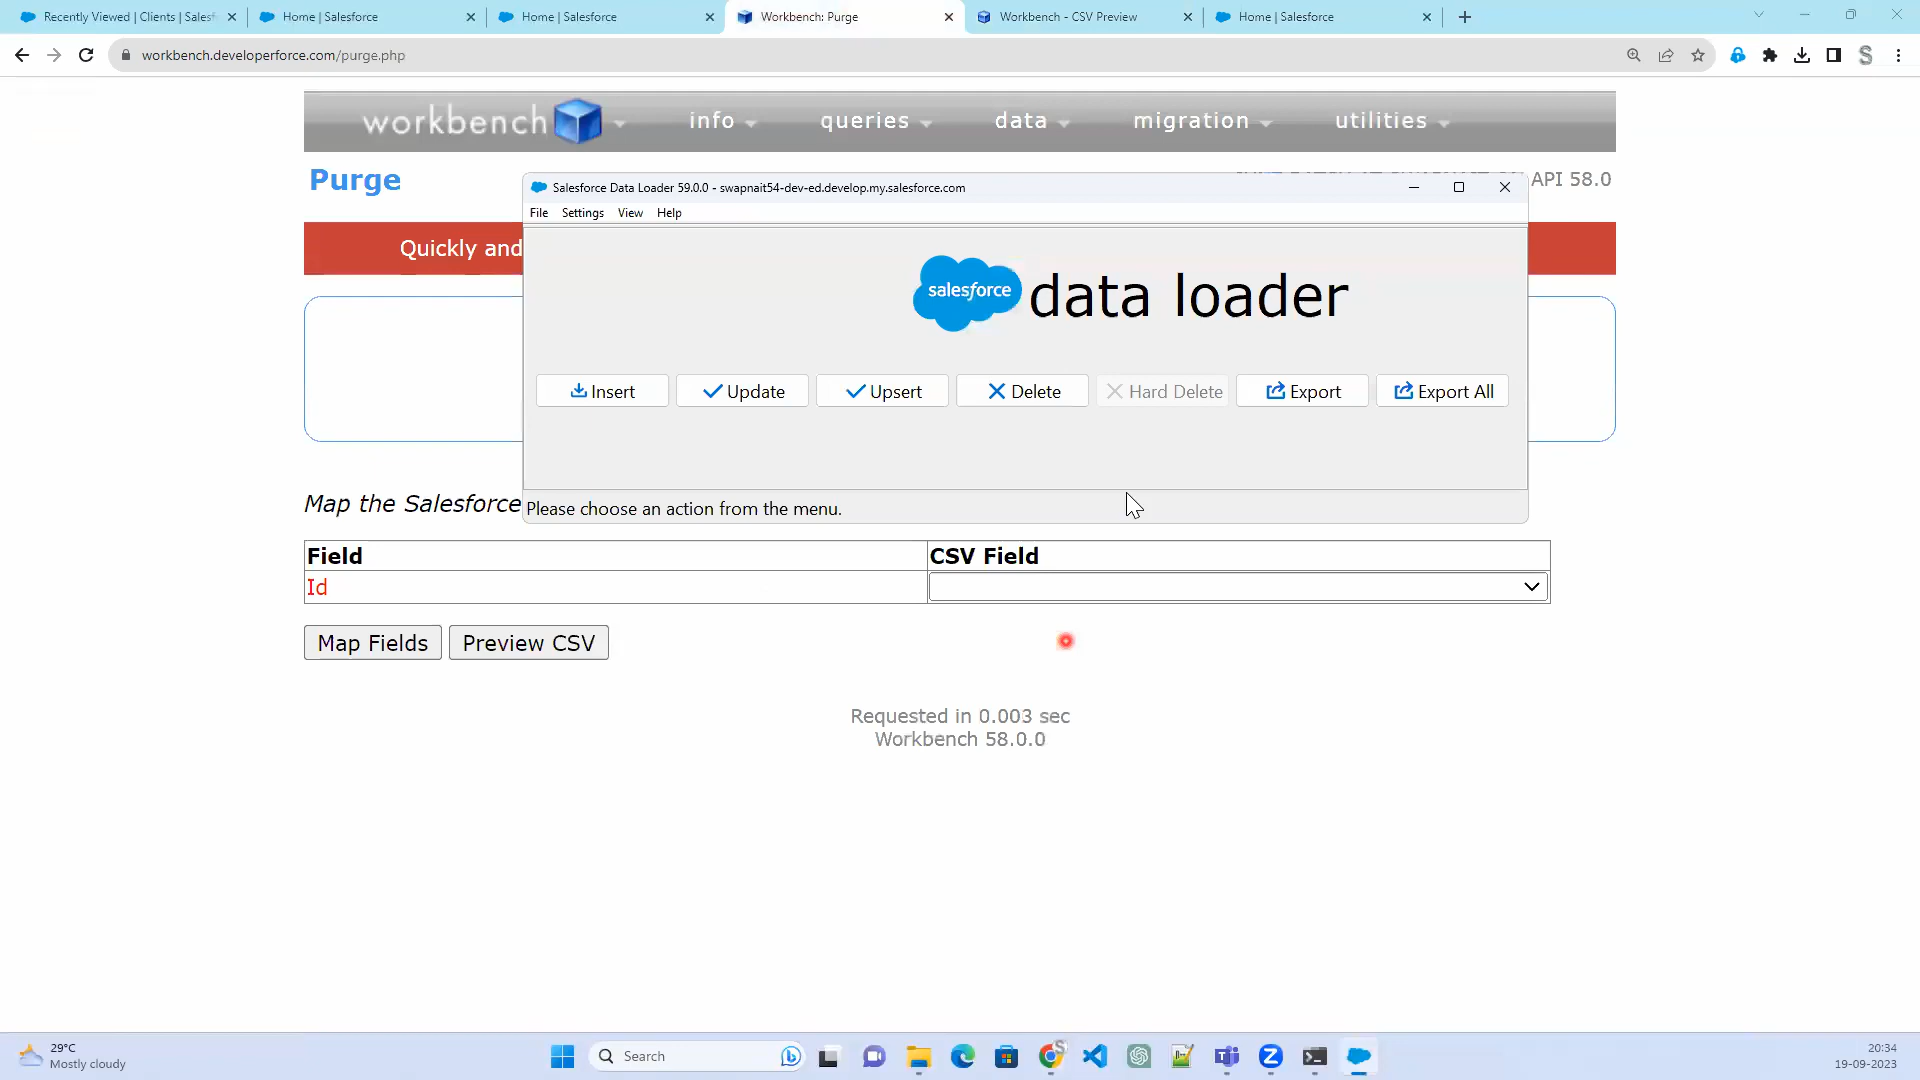 Recently Viewed | Clients | Salesf
Home | Salesforce
Home | Salesforce
Workbench: Purge
Workbench - CSV Preview
Home | Salesforce
workbench.developerforce.com/purge.php
S
workbench
info
queries
data
migration
utilities
Purge
API 58.0
Salesforce Data Loader 59.0.0 - swapnait54-dev-ed.develop.my.salesforce.com
File Settings View Help
Quickly and
salesforce data loader
Insert
Update
Upsert
Delete
Hard Delete
Export
Export All
Map the Salesforce
Please choose an action from the menu.
Field CSV Field
Id
Map Fields Preview CSV
Requested in 0.003 sec
Workbench 58.0.0
29°C
Mostly cloudy
Search
20:34
19-09-2023